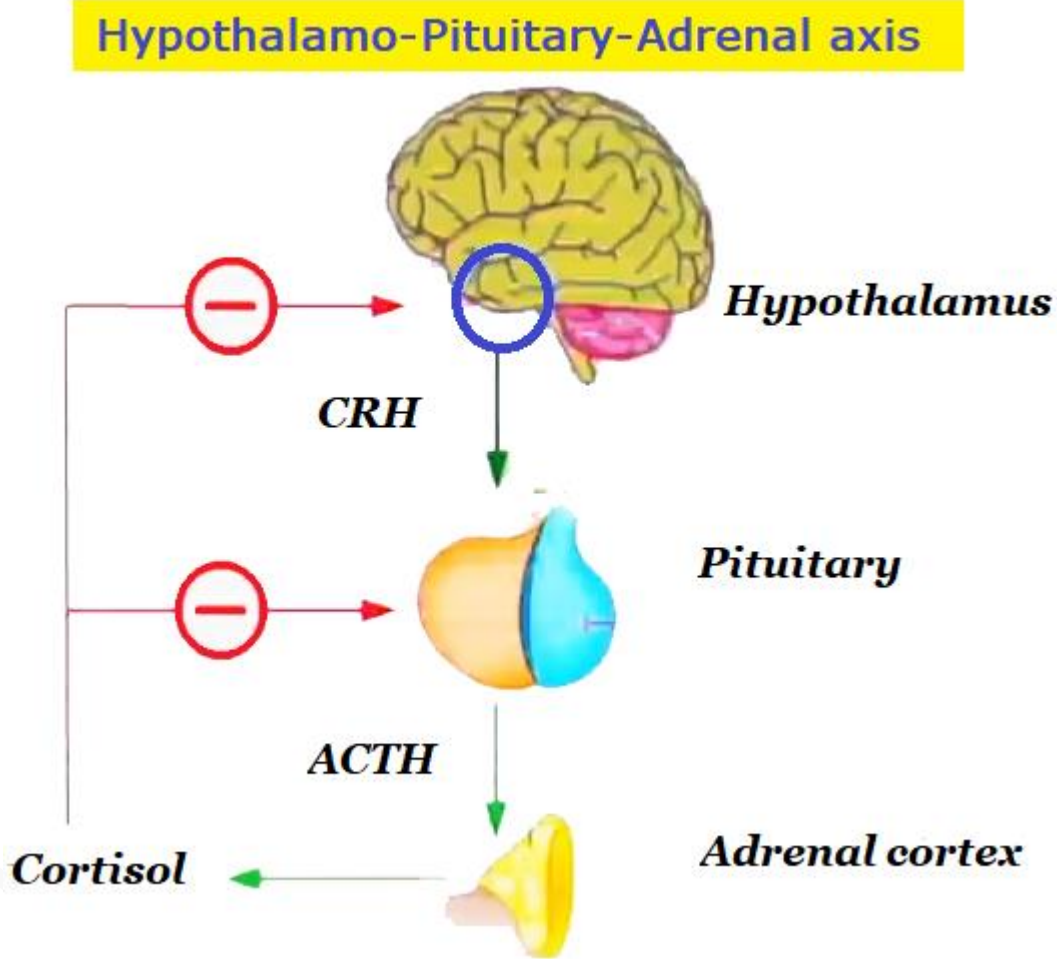 Hypothalamo-Pituitary-Adrenal axis
Hypothalamus
CRH
Pituitary
ACTH
Adrenal cortex
Cortisol